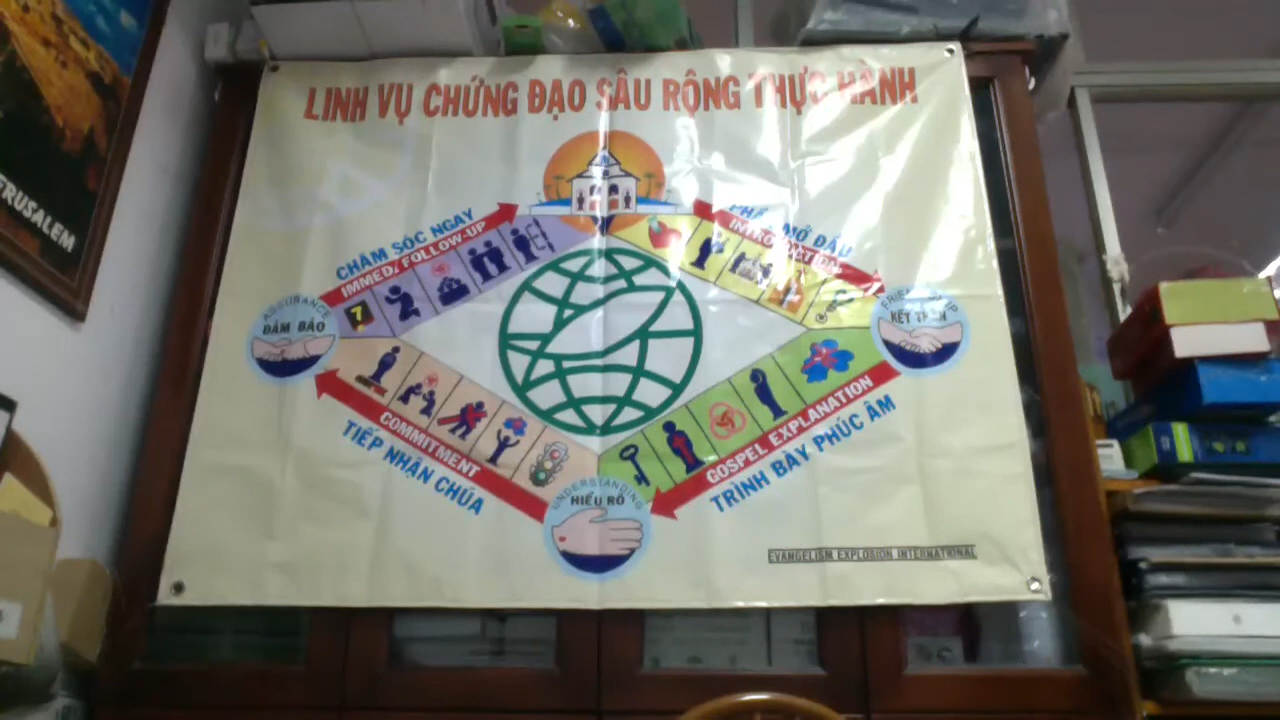 LINH VỤ CHỨNG ĐẠO SÂU RỘNG THỰC HÀNH
CHĂM SÓC NGAY
IMMED/ FOLLOW-UP
MỞ ĐẦU
INTRODUCTION
7
ASSURANCE
ĐẢM BẢO
FRIENDSHIP
KẾT THÂN
COMMITMENT
TIẾP NHẬN CHÚA
GOSPEL EXPLANATION
TRÌNH BÀY PHÚC ÂM
UNDERSTANDING
HIỂU RÕ
EVANGELISM EXPLOSION INTERNATIONAL
JERUSALEM